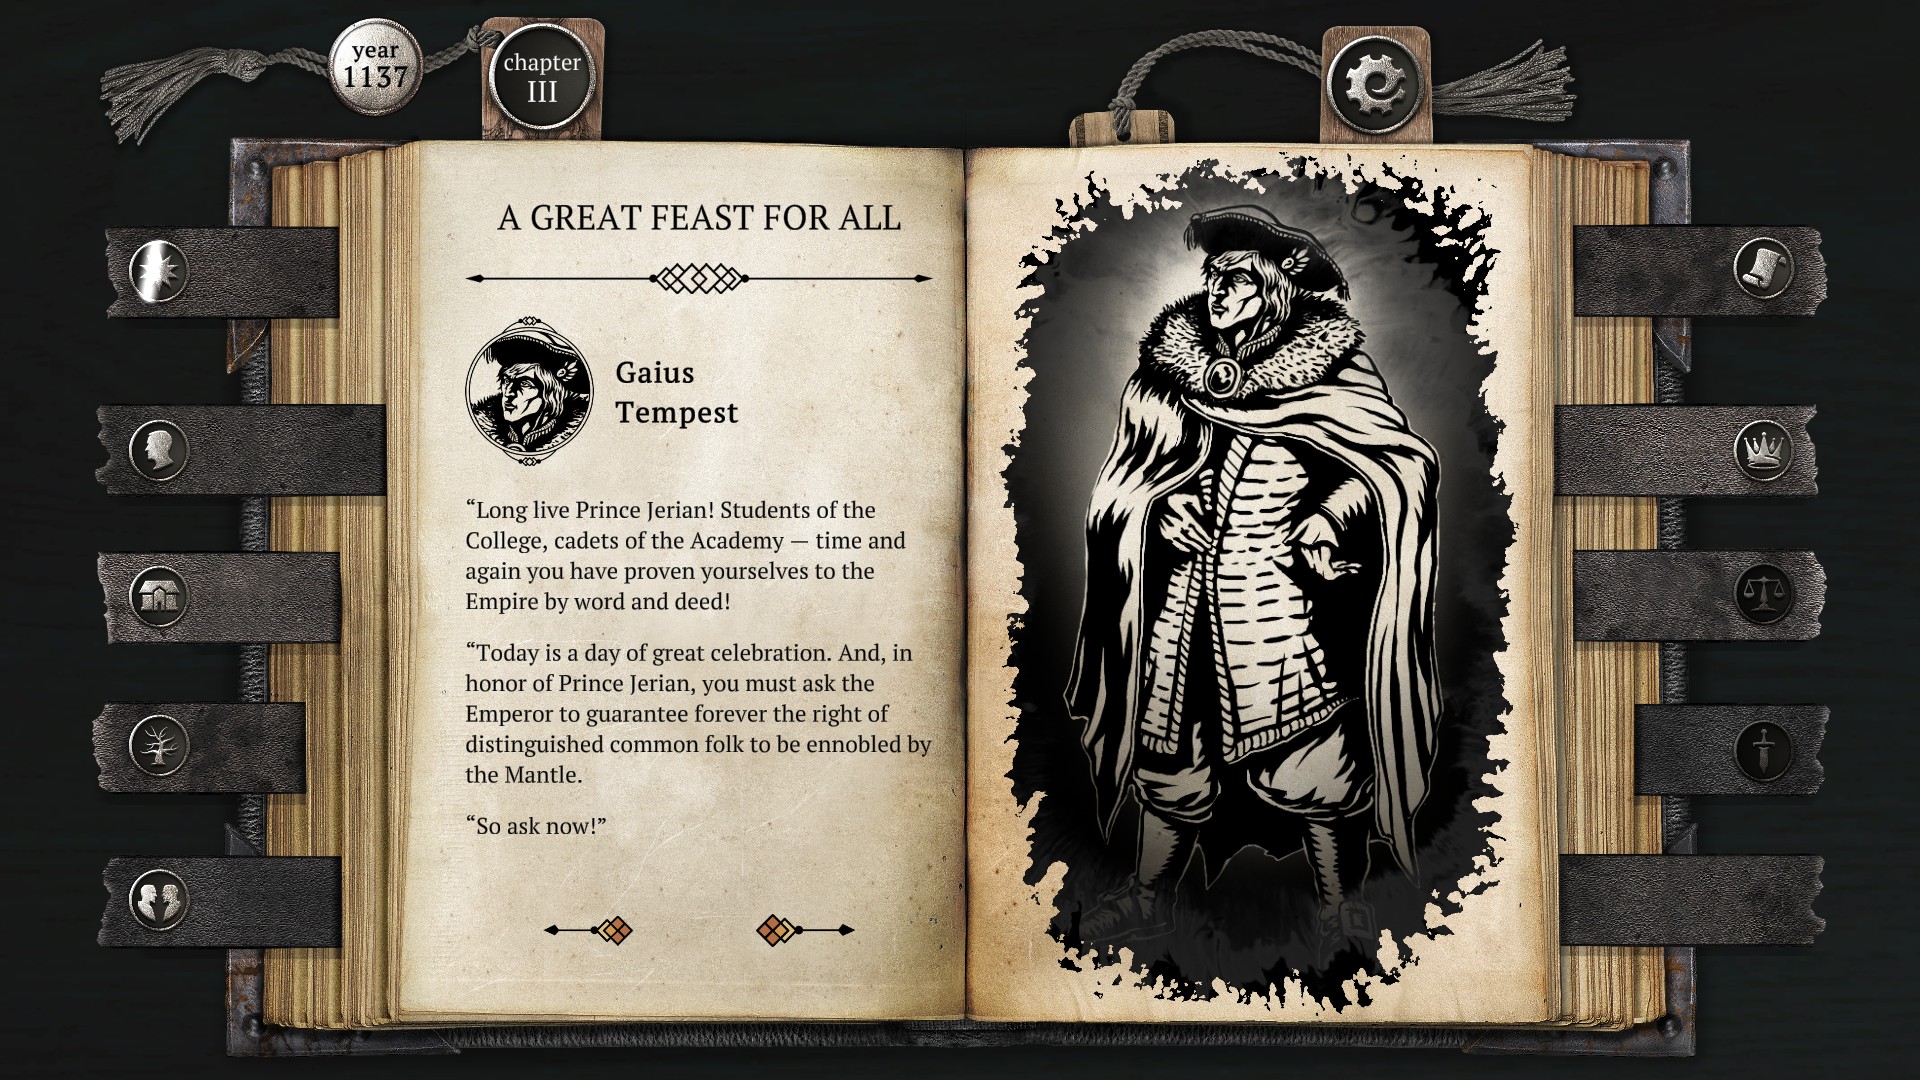 year
1137
chapter
III
A GREAT FEAST FOR ALL
Gaius
Tempest
“Long live Prince Jerian! Students of the
College, cadets of the Academy — time and
again you have proven yourselves to the
Empire by word and deed!
“Today is a day of great celebration. And, in
honor of Prince Jerian, you must ask the
Emperor to guarantee forever the right of
distinguished common folk to be ennobled by
the Mantle.
“So ask now!”